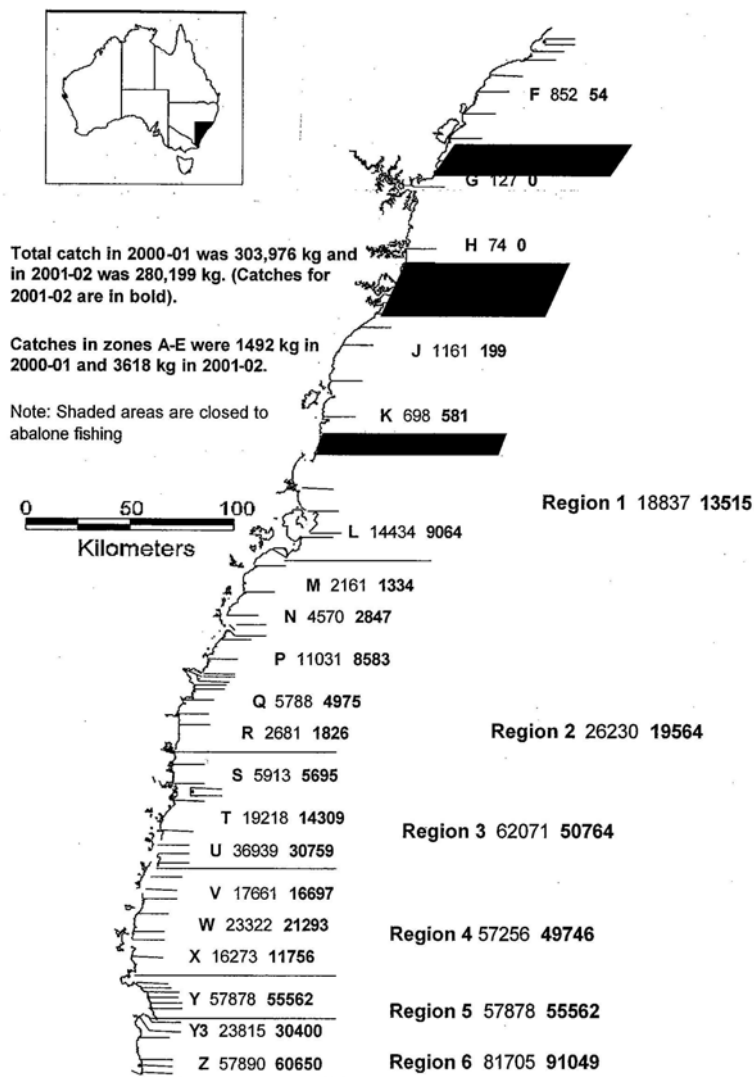 F 852 54
G 127 0
Total catch in 2000-01 was 303,976 kg and
in 2001-02 was 280,199 kg. (Catches for
2001-02 are in bold).
H 74 0
Catches in zones A-E were 1492 kg in
2000-01 and 3618 kg in 2001-02.
J 1161 199
Note: Shaded areas are closed to
abalone fishing
K 698 581
0 50 100
Kilometers
Region 1 18837 13515
L 14434 9064
M 2161 1334
N 4570 2847
P 11031 8583
Q 5788 4975
R 2681 1826
Region 2 26230 19564
S 5913 5695
T 19218 14309
Region 3 62071 50764
U 36939 30759
V 17661 16697
W 23322 21293
Region 4 57256 49746
X 16273 11756
Y 57878 55562
Region 5 57878 55562
Y3 23815 30400
Z 57890 60650
Region 6 81705 91049